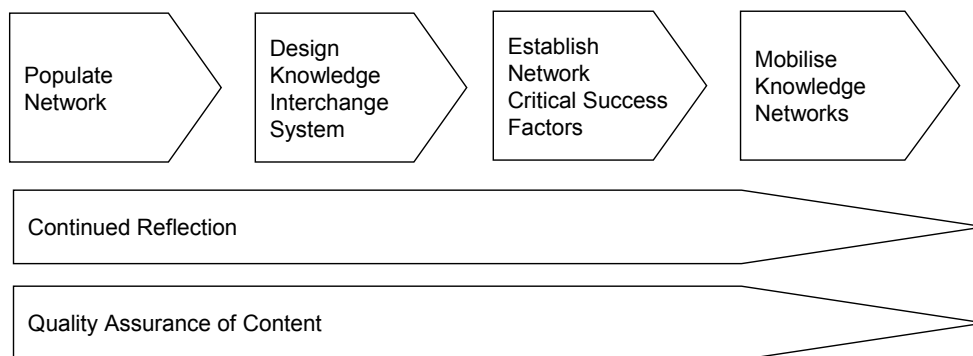 Populate
Network
Design
Knowledge
Interchange
System
Establish
Network
Critical Success
Factors
Mobilise
Knowledge
Networks
Continued Reflection
Quality Assurance of Content